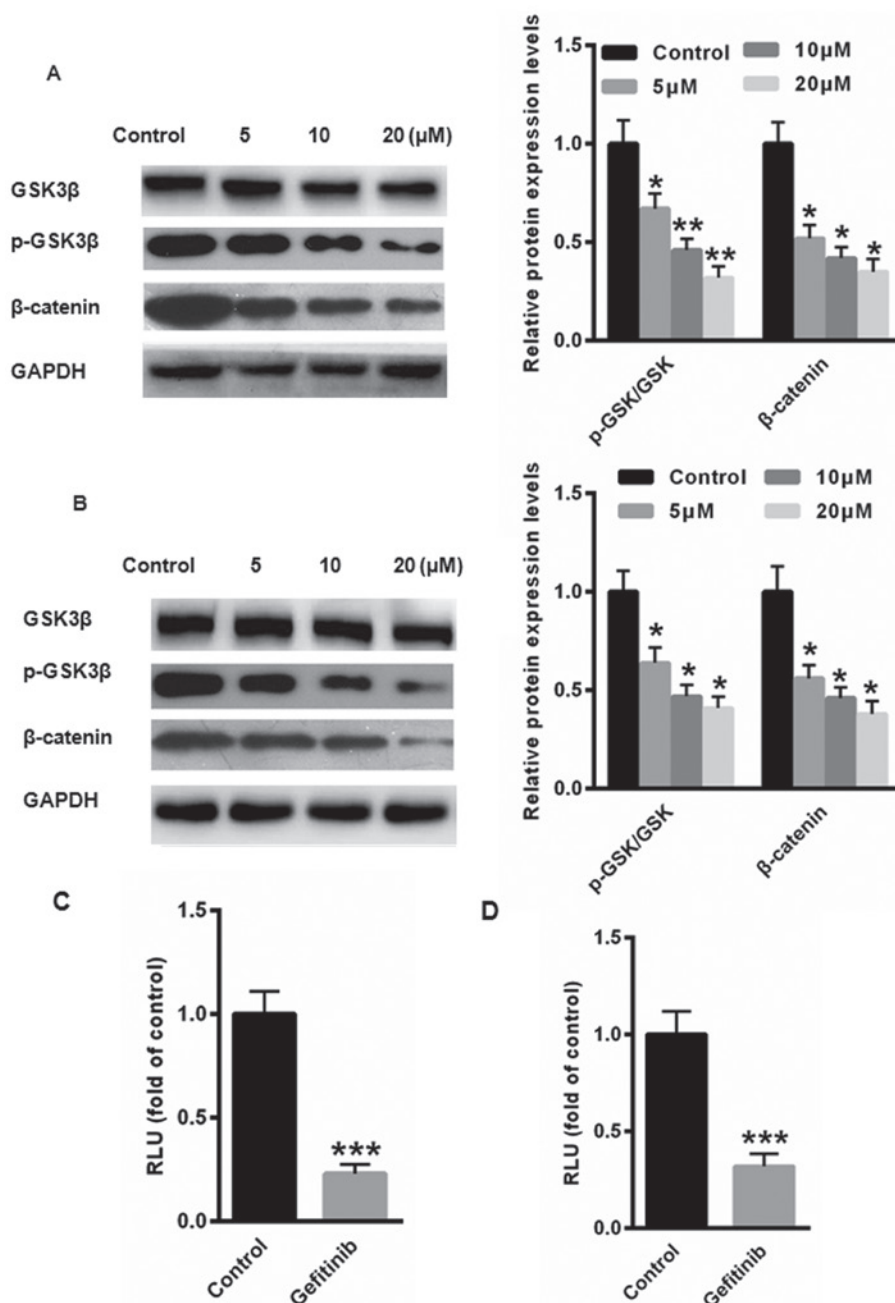 A
Control 5 10 20 (µM)
GSK3β
p-GSK3β
β-catenin
GAPDH
Relative protein expression levels
1.5
1.0
0.5
0.0
Control 10µM
5µM 20µM
* ** **
* * *
p-GSK/GSK
β-catenin
B
Control 5 10 20 (µM)
GSK3β
p-GSK3β
β-catenin
GAPDH
Relative protein expression levels
1.5
1.0
0.5
0.0
Control 10µM
5µM 20µM
* * *
* * *
p-GSK/GSK
β-catenin
C
RLU (fold of control)
1.5
1.0
0.5
0.0
***
Control
Gefitinib
D
RLU (fold of control)
1.5
1.0
0.5
0.0
***
Control
Gefitinib